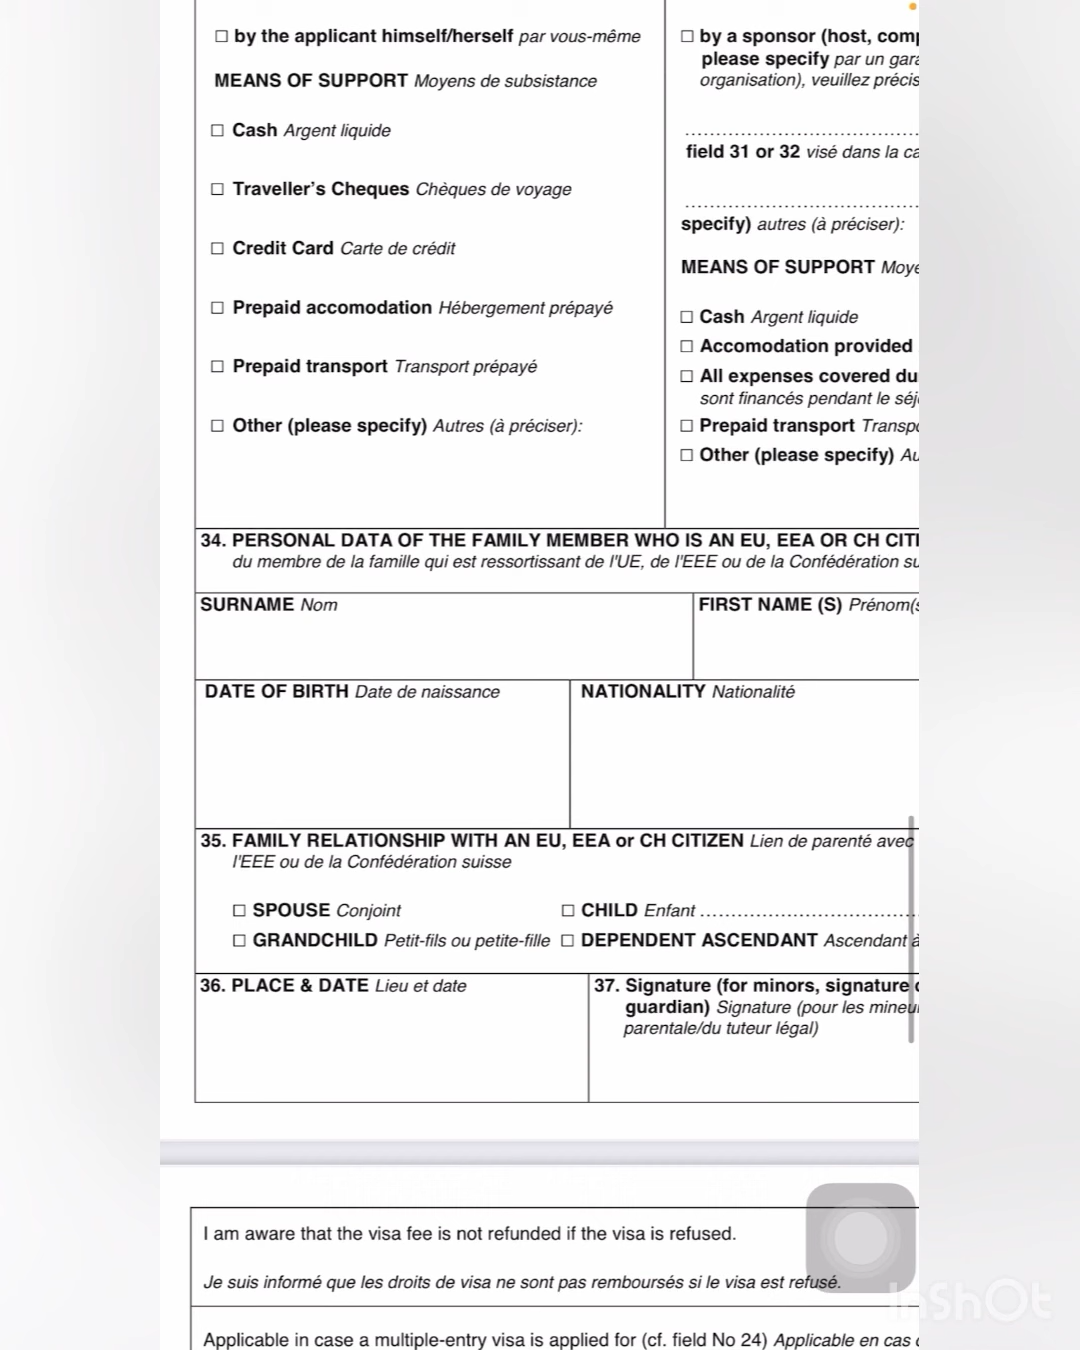 ☐ by the applicant himself/herself par vous-même
MEANS OF SUPPORT Moyens de subsistance
☐ Cash Argent liquide
☐ Traveller's Cheques Chèques de voyage
☐ Credit Card Carte de crédit
☐ Prepaid accomodation Hébergement prépayé
☐ Prepaid transport Transport prépayé
☐ Other (please specify) Autres (à préciser):
☐ by a sponsor (host, comp
please specify par un gara
organisation), veuillez précis
field 31 or 32 visé dans la ca
specify) autres (à préciser):
MEANS OF SUPPORT Moye
☐ Cash Argent liquide
☐ Accomodation provided
☐ All expenses covered du
sont financés pendant le séj
☐ Prepaid transport Transpo
☐ Other (please specify) Au
34. PERSONAL DATA OF THE FAMILY MEMBER WHO IS AN EU, EEA OR CH CITI
du membre de la famille qui est ressortissant de l'UE, de l'EEE ou de la Confédération su
SURNAME Nom
FIRST NAME (S) Prénom(s
DATE OF BIRTH Date de naissance
NATIONALITY Nationalité
35. FAMILY RELATIONSHIP WITH AN EU, EEA or CH CITIZEN Lien de parenté avec
l'EEE ou de la Confédération suisse
☐ SPOUSE Conjoint
☐ CHILD Enfant
☐ GRANDCHILD Petit-fils ou petite-fille
☐ DEPENDENT ASCENDANT Ascendant à
36. PLACE & DATE Lieu et date
37. Signature (for minors, signature
guardian) Signature (pour les mineu
parentale/du tuteur légal)
I am aware that the visa fee is not refunded if the visa is refused.
Je suis informé que les droits de visa ne sont pas remboursés si le visa est refusé.
InShOt
Applicable in case a multiple-entry visa is applied for (cf. field No 24) Applicable en cas